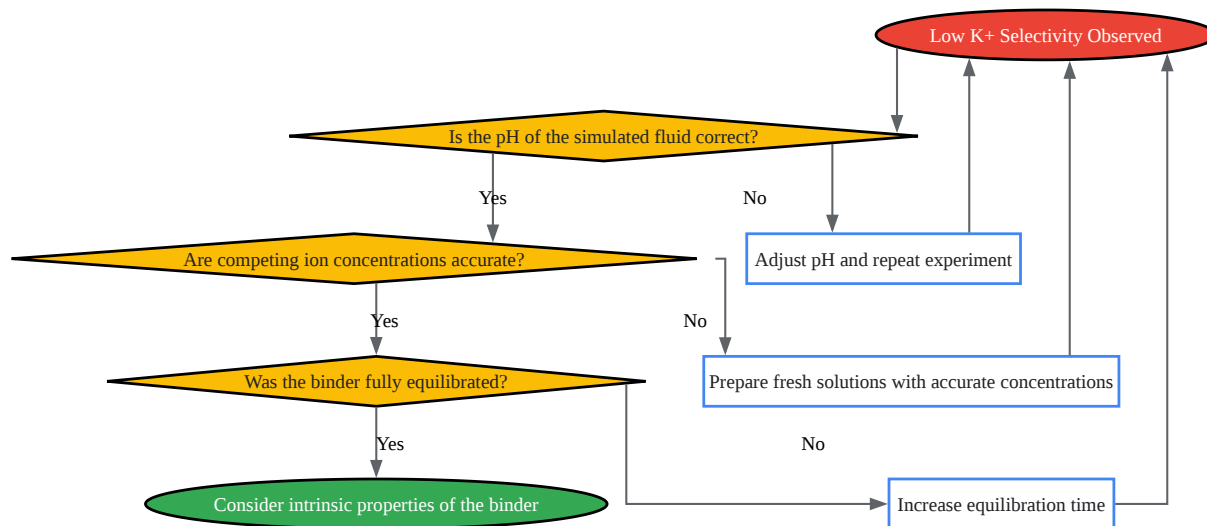 Low K+ Selectivity Observed
Is the pH of the simulated fluid correct?
Yes
No
Are competing ion concentrations accurate?
Adjust pH and repeat experiment
Yes
No
Was the binder fully equilibrated?
Prepare fresh solutions with accurate concentrations
Yes
No
Consider intrinsic properties of the binder
Increase equilibration time